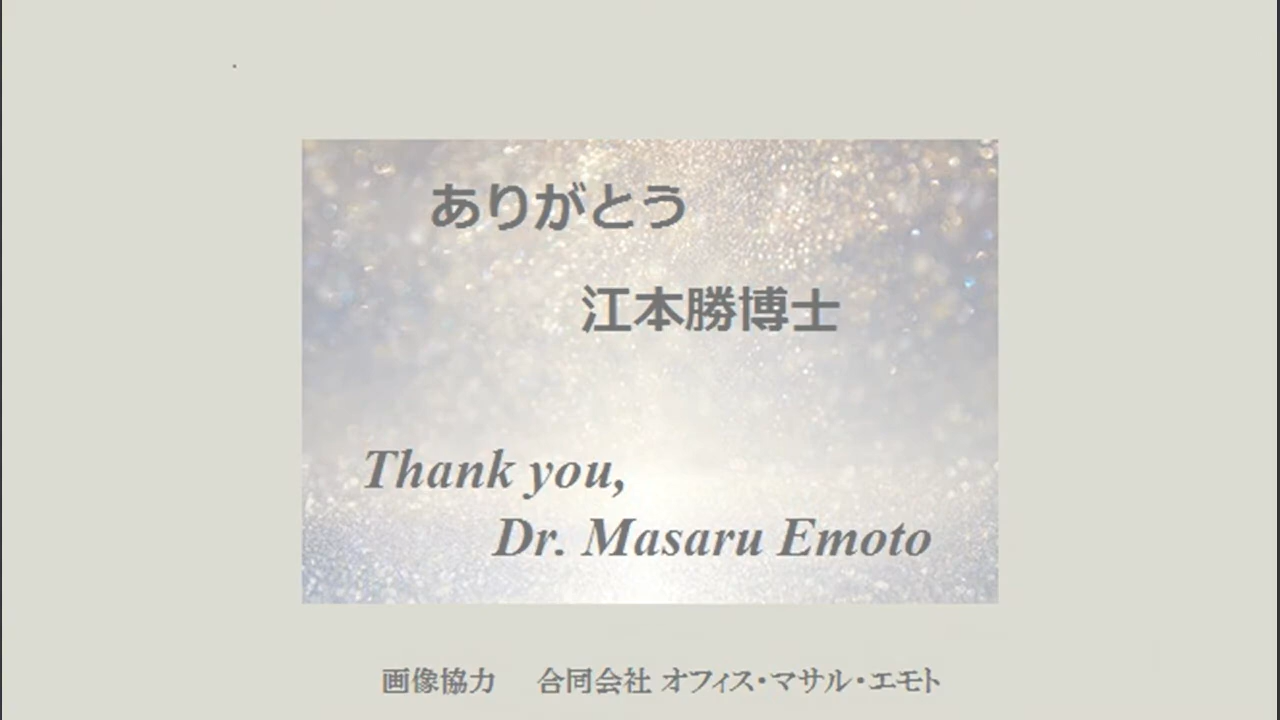 ありがとう
江本勝博士
Thank you,
Dr. Masaru Emoto
画像協力　合同会社 オフィス・マサル・エモト